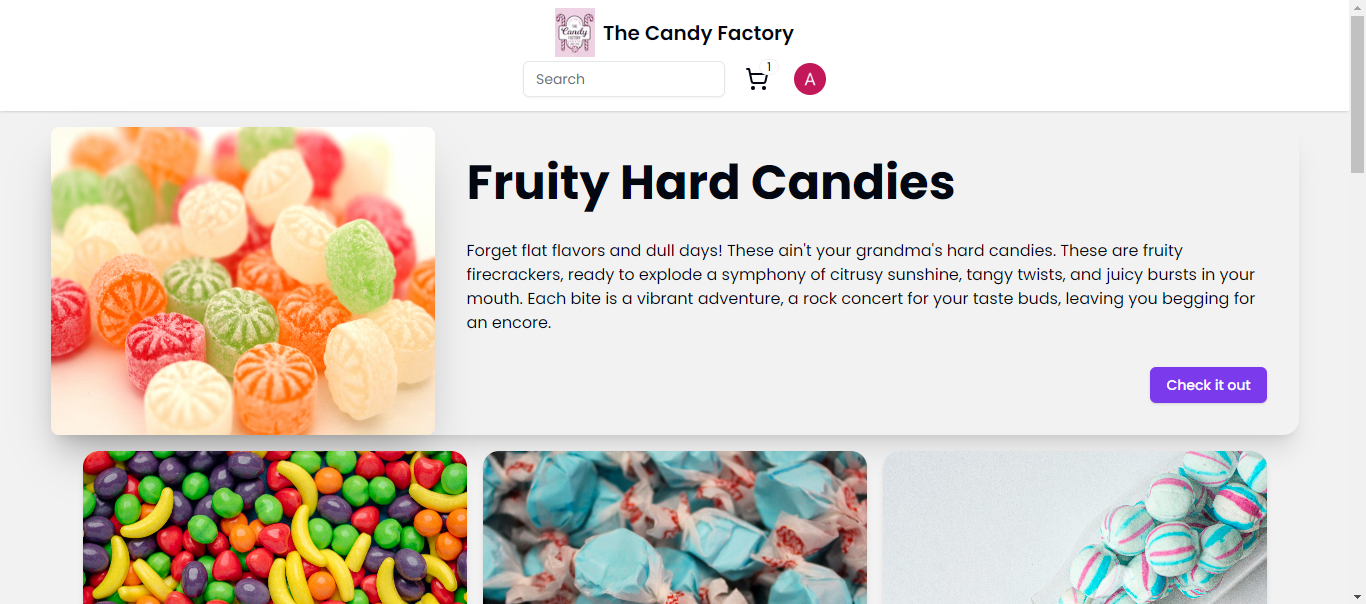 THE
Candy
FACTORY
The Candy Factory
Search
1
A
Fruity Hard Candies
Forget flat flavors and dull days! These ain't your grandma's hard candies. These are fruity
firecrackers, ready to explode a symphony of citrusy sunshine, tangy twists, and juicy bursts in your
mouth. Each bite is a vibrant adventure, a rock concert for your taste buds, leaving you begging for
an encore.
Check it out